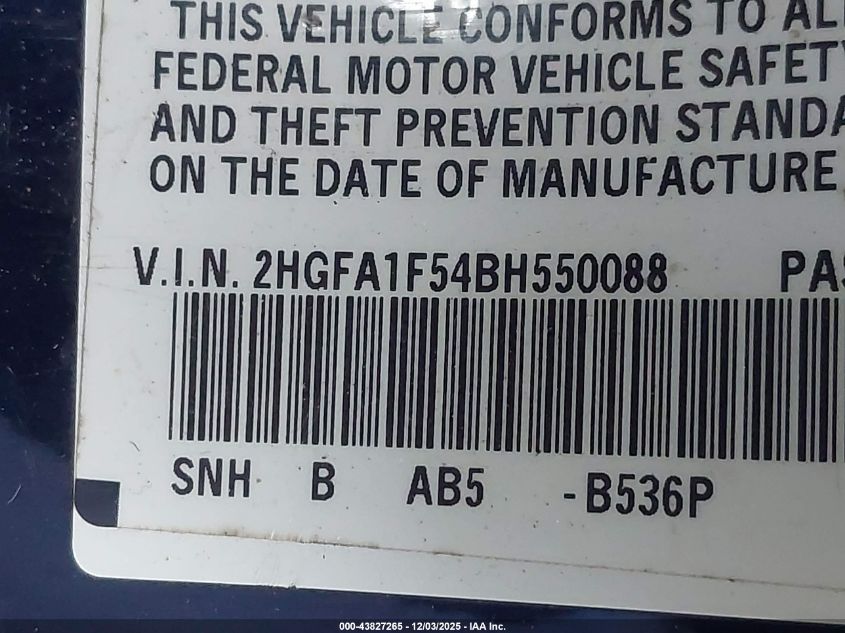 THIS VEHICLE CONFORMS TO AL
FEDERAL MOTOR VEHICLE SAFETY
AND THEFT PREVENTION STANDA
ON THE DATE OF MANUFACTURE
V.I.N. 2HGFA1F54BH550088 PAS
SNH B AB5 -B536P
000-43827265 - 12/03/2025 - IAA Inc.